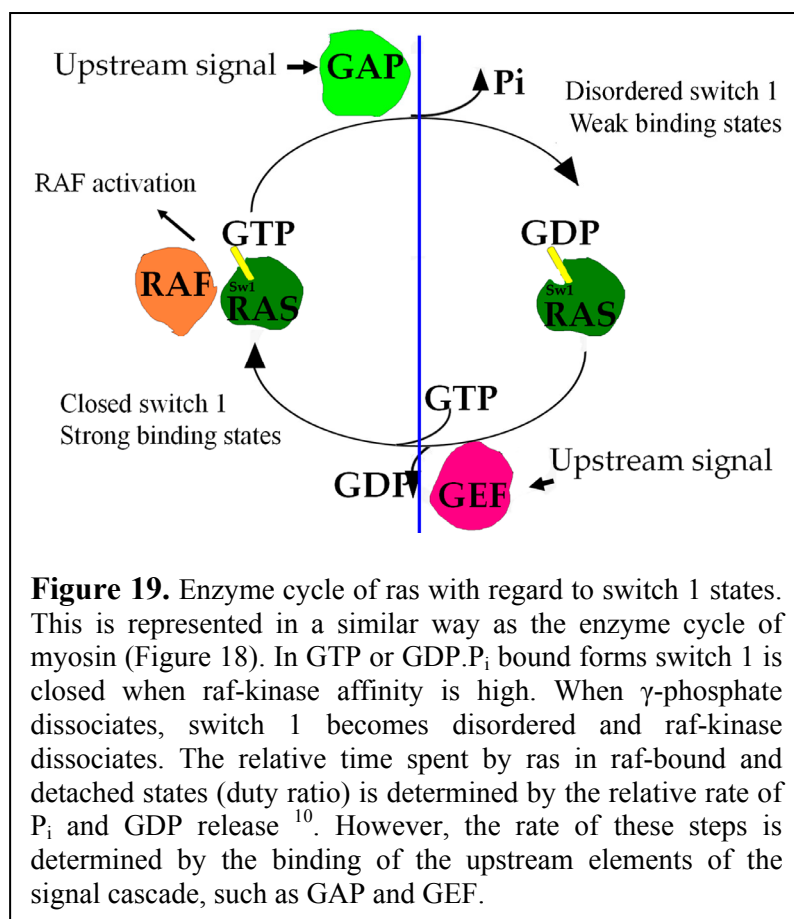 Upstream signal
GAP
Pi
Disordered switch 1
Weak binding states
RAF activation
GTP
GDP
RAF
Sw1
RAS
Sw1
RAS
Closed switch 1
Strong binding states
GTP
GDP
GEF
Upstream signal
Figure 19. Enzyme cycle of ras with regard to switch 1 states.
This is represented in a similar way as the enzyme cycle of
myosin (Figure 18). In GTP or GDP.Pi bound forms switch 1 is
closed when raf-kinase affinity is high. When γ-phosphate
dissociates, switch 1 becomes disordered and raf-kinase
dissociates. The relative time spent by ras in raf-bound and
detached states (duty ratio) is determined by the relative rate of
Pi and GDP release 10. However, the rate of these steps is
determined by the binding of the upstream elements of the
signal cascade, such as GAP and GEF.